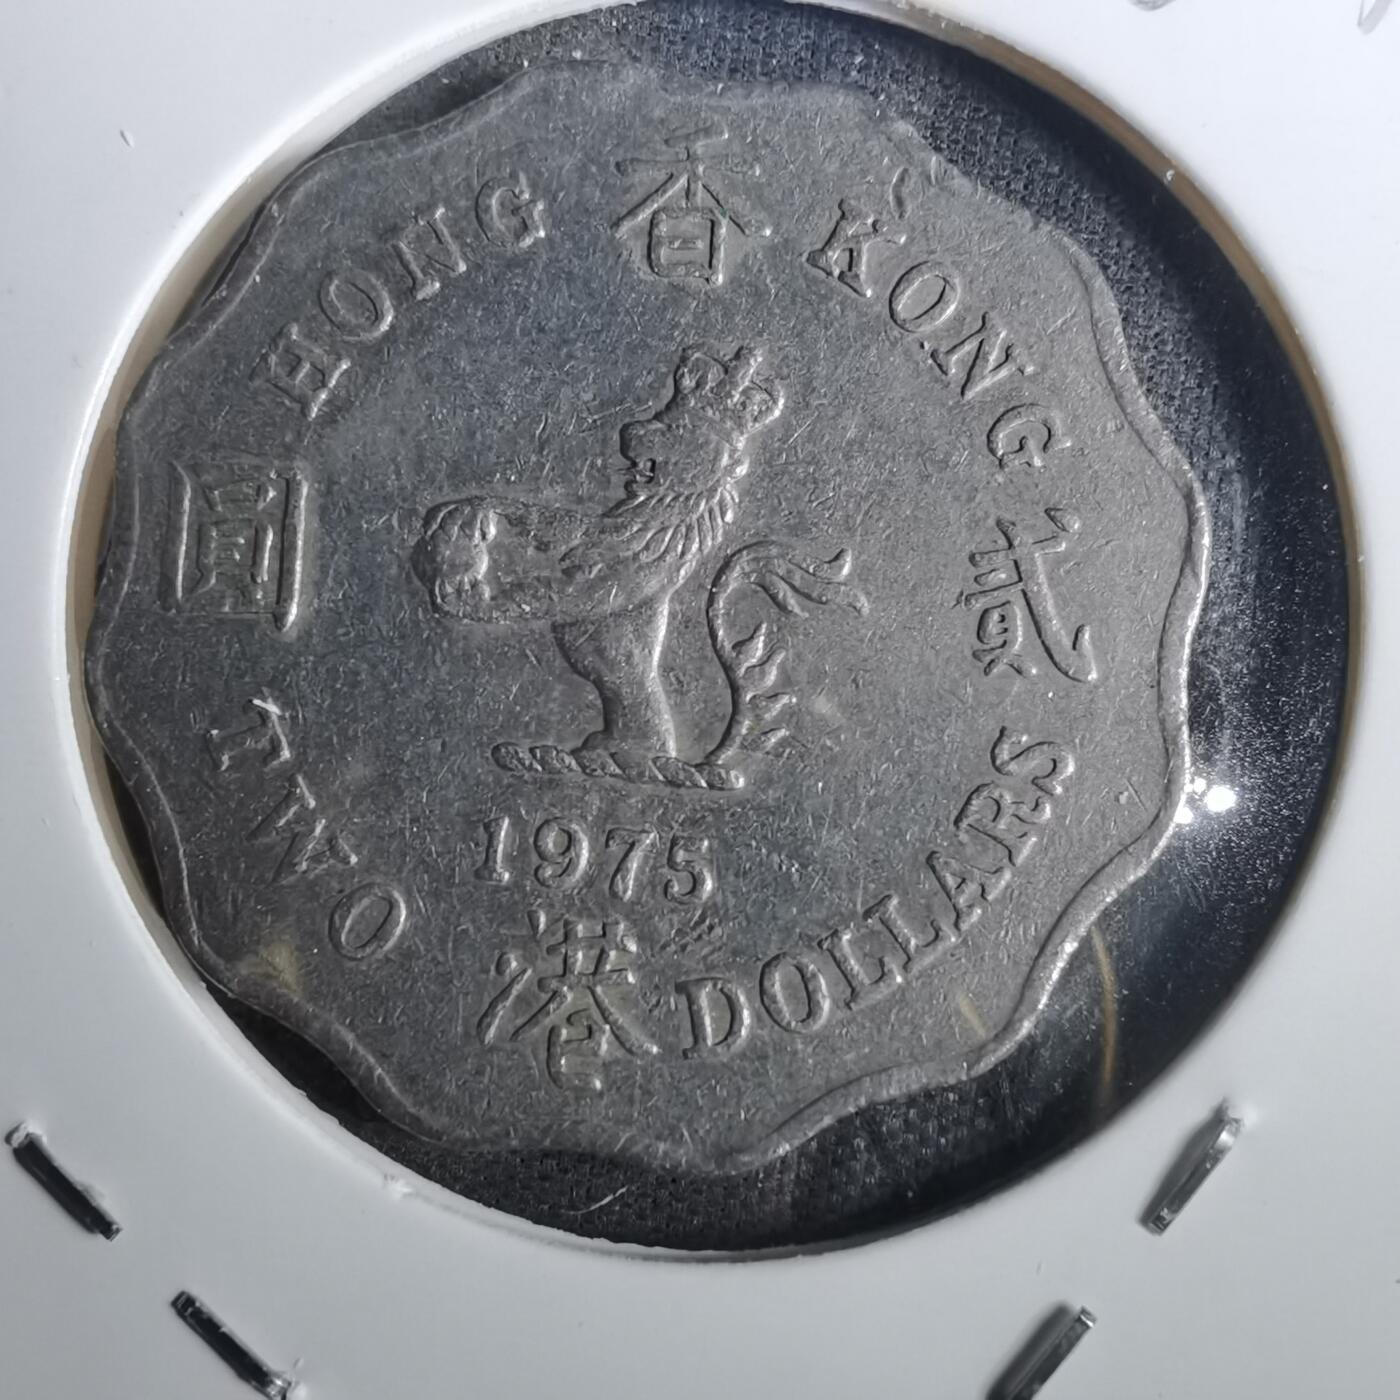 HONG 香 KONG
圓 貳
1975
港
TWO DOLLARS